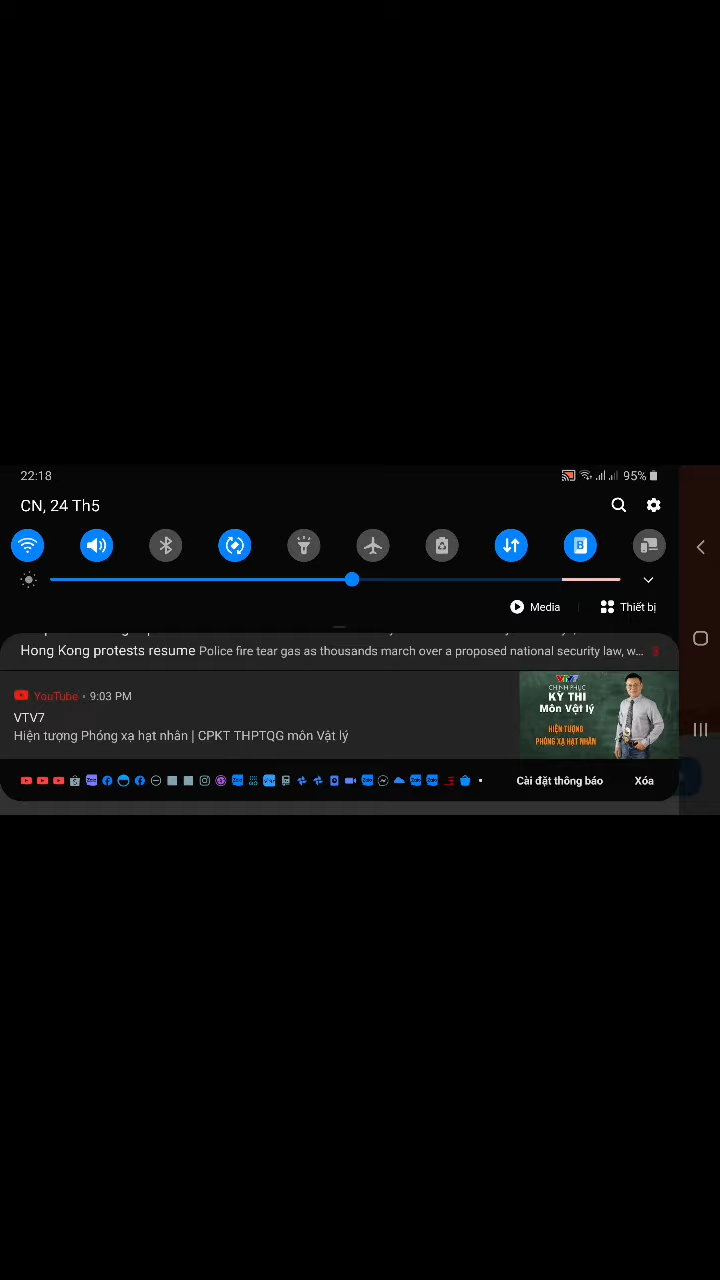 22:18
95%
CN, 24 Th5
Media
Thiết bị
Hong Kong protests resume Police fire tear gas as thousands march over a proposed national security law, w...
YouTube • 9:03 PM
VTV7
Hiện tượng Phóng xạ hạt nhân | CPKT THPTQG môn Vật lý
VTV7
CHINH PHỤC
KỲ THI
Môn Vật lý
HIỆN TƯỢNG
PHÓNG XẠ HẠT NHÂN
Cài đặt thông báo
Xóa